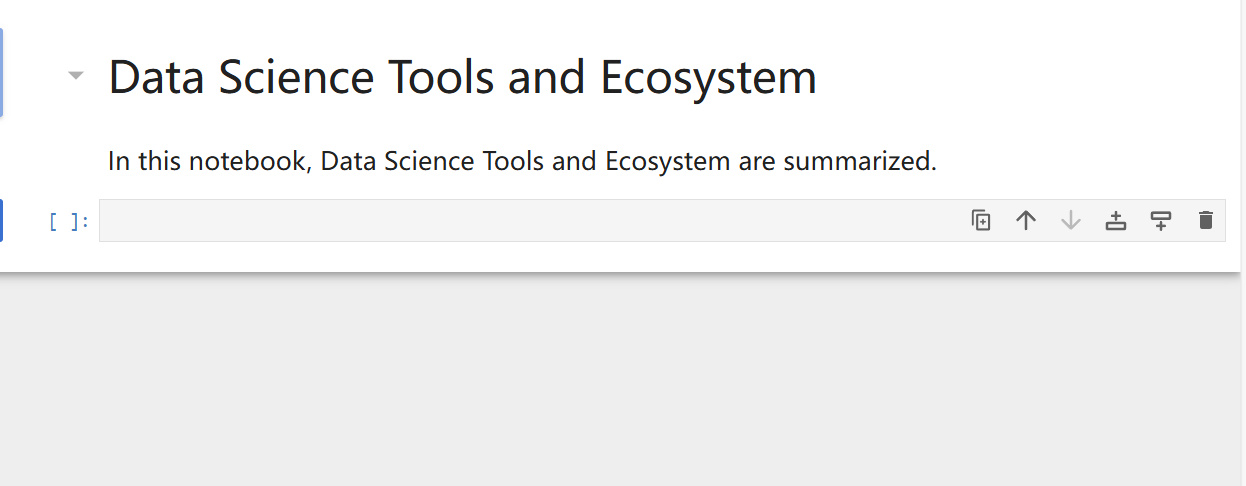 Data Science Tools and Ecosystem
In this notebook, Data Science Tools and Ecosystem are summarized.
[ ]: